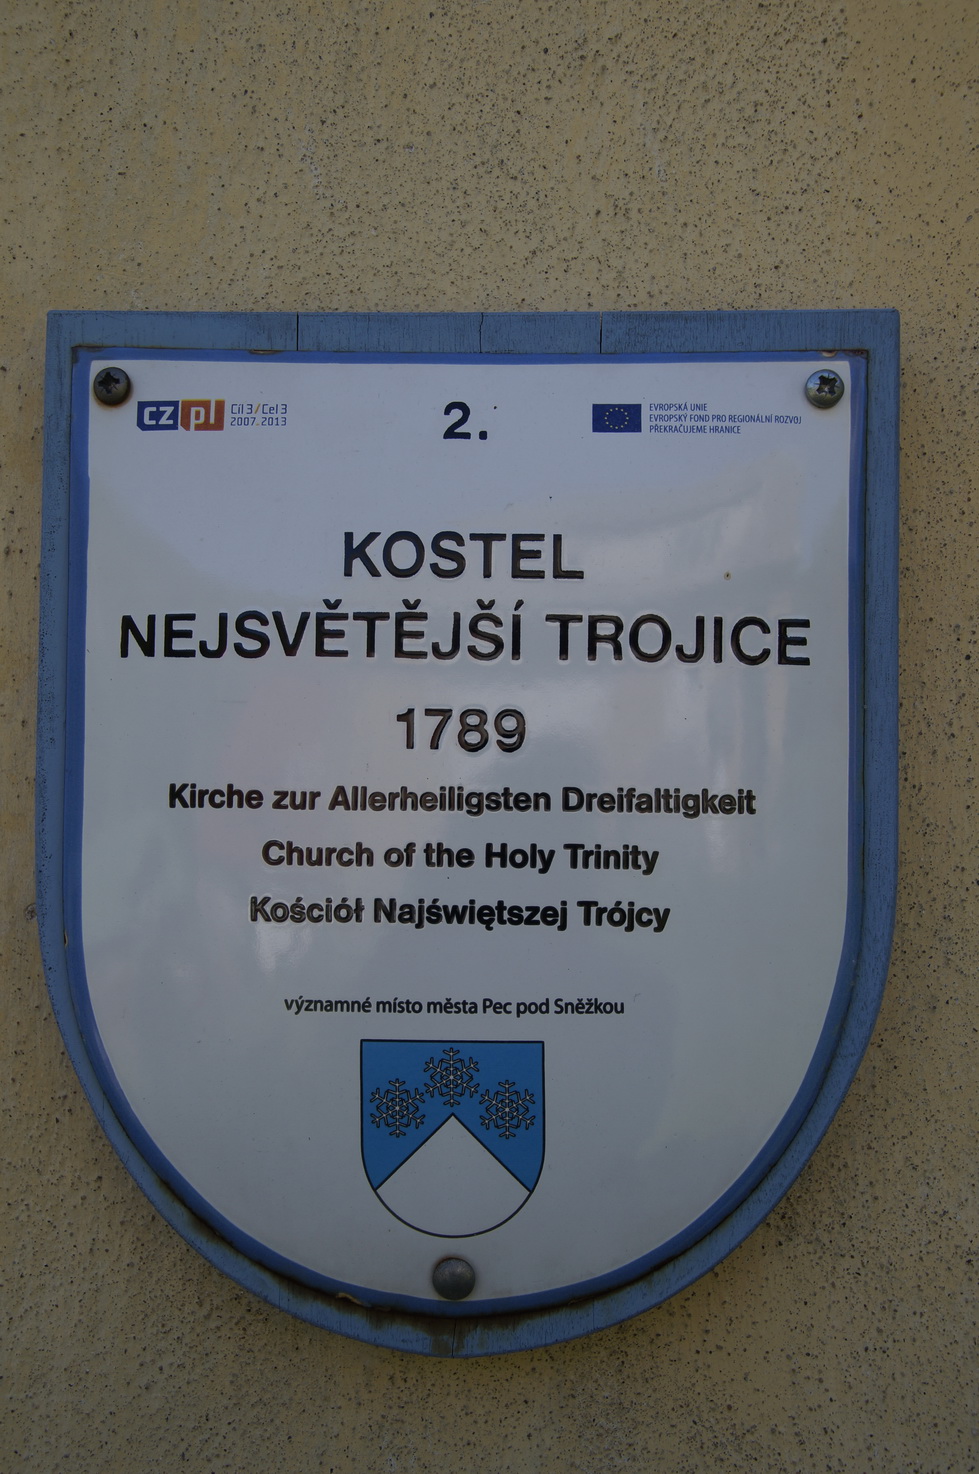 cz pl
Cíl 3/Cel 3
2007.2013
2.
EVROPSKÁ UNIE
EVROPSKÝ FOND PRO REGIONÁLNÍ ROZVOJ
PŘEKRAČUJEME HRANICE
KOSTEL
NEJSVĚTĚJŠÍ TROJICE
1789
Kirche zur Allerheiligsten Dreifaltigkeit
Church of the Holy Trinity
Kościół Najświętszej Trójcy
významné místo města Pec pod Sněžkou